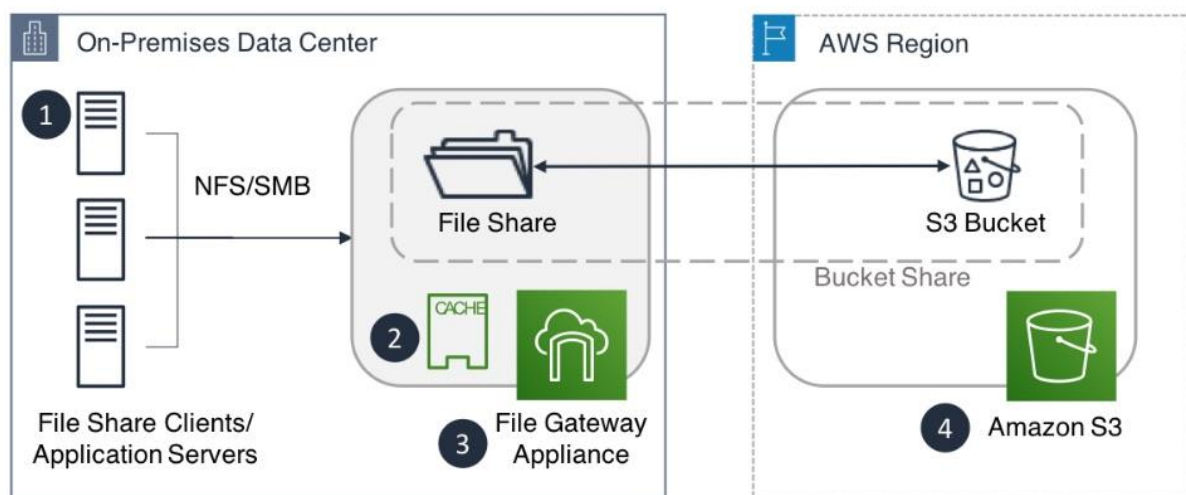 On-Premises Data Center
AWS Region
1
NFS/SMB
File Share
S3 Bucket
Bucket Share
2
CACHE
File Share Clients/
Application Servers
3
File Gateway
Appliance
4
Amazon S3